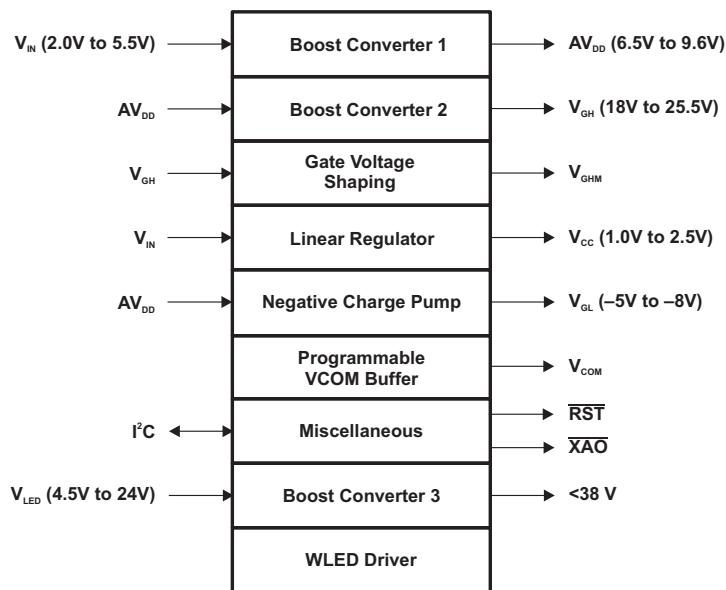 V_IN (2.0V to 5.5V) Boost Converter 1 AV_DD (6.5V to 9.6V)
AV_DD Boost Converter 2 V_GH (18V to 25.5V)
V_GH Gate Voltage Shaping V_GHM
V_IN Linear Regulator V_CC (1.0V to 2.5V)
AV_DD Negative Charge Pump V_GL (–5V to –8V)
Programmable VCOM Buffer V_COM
I²C Miscellaneous RST
XAO
V_LED (4.5V to 24V) Boost Converter 3 <38 V
WLED Driver